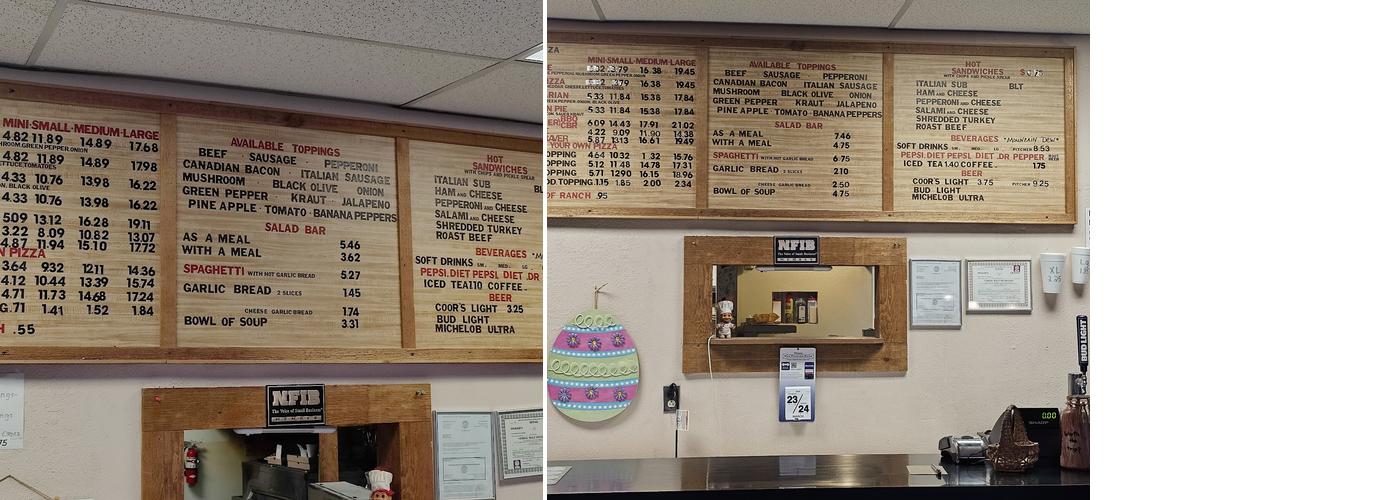 MINI·SMALL·MEDIUM·LARGE
4.82 11.89 14.89 17.68
4.82 11.89 14.89 17.98
4.33 10.76 13.98 16.22
4.33 10.76 13.98 16.22
5.09 13.12 16.28 19.11
3.22 8.09 10.82 13.07
4.87 11.94 15.10 17.72
PIZZA
3.64 9.32 12.11 14.36
4.12 10.44 13.39 15.74
4.71 11.73 14.68 17.24
.71 1.41 1.52 1.84
.55
AVAILABLE TOPPINGS
BEEF · SAUSAGE · PEPPERONI
CANADIAN BACON ITALIAN SAUSAGE
MUSHROOM BLACK OLIVE ONION
GREEN PEPPER · KRAUT · JALAPENO
PINEAPPLE · TOMATO · BANANA PEPPERS
SALAD BAR
AS A MEAL 5.46
WITH A MEAL 3.62
SPAGHETTI WITH HOT GARLIC BREAD 5.27
GARLIC BREAD 2 SLICES 1.45
CHEESE GARLIC BREAD 1.74
BOWL OF SOUP 3.31
HOT
SANDWICHES
WITH CHIPS AND PICKLE SPEAR
ITALIAN SUB
HAM AND CHEESE
PEPPERONI AND CHEESE
SALAMI AND CHEESE
SHREDDED TURKEY
ROAST BEEF
BEVERAGES
SOFT DRINKS SM. MED. LG.
PEPSI. DIET PEPSI. DIET .DR
ICED TEA 1.10 COFFEE.
BEER
COOR'S LIGHT 3.25
BUD LIGHT
MICHELOB ULTRA
NFIB
The Voice of Small Business
MEMBER
MINI·SMALL·MEDIUM·LARGE
16.38 19.45
16.38 19.45
5.33 11.84 15.38 17.84
5.33 11.84 15.38 17.84
6.09 14.43 17.91 21.02
4.22 9.09 11.90 14.38
5.87 13.13 16.61 19.49
YOUR OWN PIZZA
TOPPING 4.64 10.32 1.32 15.76
TOPPING 5.12 11.48 14.78 17.31
TOPPING 5.71 12.90 16.15 18.96
ADD. TOPPING 1.15 1.85 2.00 2.34
OF RANCH .95
AVAILABLE TOPPINGS
BEEF SAUSAGE PEPPERONI
CANADIAN BACON ITALIAN SAUSAGE
MUSHROOM BLACK OLIVE ONION
GREEN PEPPER KRAUT JALAPENO
PINEAPPLE · TOMATO · BANANA PEPPERS
SALAD BAR
AS A MEAL 7.46
WITH A MEAL 4.75
SPAGHETTI WITH HOT GARLIC BREAD 6.75
GARLIC BREAD 2 SLICES 2.10
CHEESE GARLIC BREAD 2.50
BOWL OF SOUP 4.75
HOT
SANDWICHES
WITH CHIPS AND PICKLE SPEAR
ITALIAN SUB BLT
HAM AND CHEESE
PEPPERONI AND CHEESE
SALAMI AND CHEESE
SHREDDED TURKEY
ROAST BEEF
BEVERAGES *MOUNTAIN DEW*
SOFT DRINKS SM. MED. LG. PITCHER 8.53
PEPSI. DIET PEPSI. DIET .DR PEPPER
ICED TEA 1.40 COFFEE. 1.75
BEER
COOR'S LIGHT 3.75 PITCHER 9.25
BUD LIGHT
MICHELOB ULTRA
NFIB
The Voice of Small Business
MEMBER
23/24
XL
BUD LIGHT
0.00
SHARP